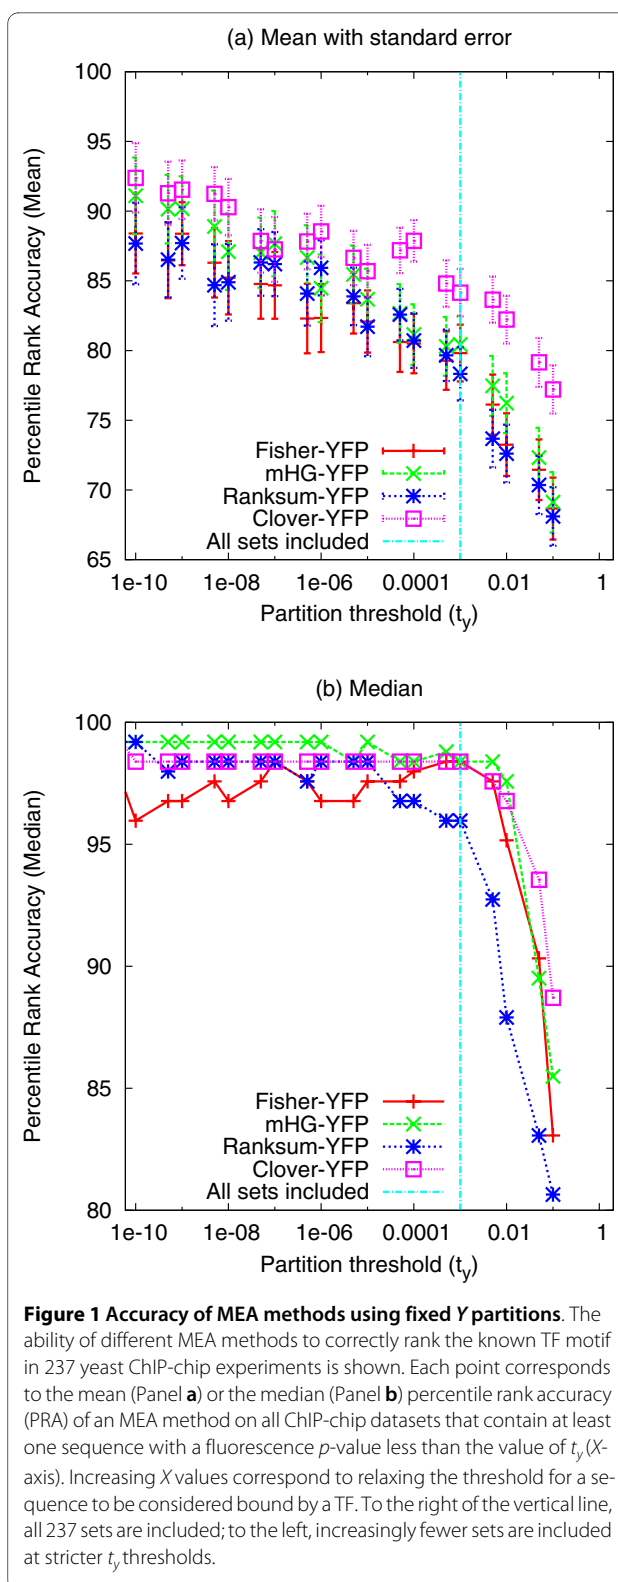 (a) Mean with standard error
100
95
90
85
80
75
70
65
Percentile Rank Accuracy (Mean)
Fisher-YFP
mHG-YFP
Ranksum-YFP
Clover-YFP
All sets included
1e-10 1e-08 1e-06 0.0001 0.01 1
Partition threshold (ty)
(b) Median
100
95
90
85
80
Percentile Rank Accuracy (Median)
Fisher-YFP
mHG-YFP
Ranksum-YFP
Clover-YFP
All sets included
1e-10 1e-08 1e-06 0.0001 0.01 1
Partition threshold (ty)
Figure 1 Accuracy of MEA methods using fixed Y partitions. The
ability of different MEA methods to correctly rank the known TF motif
in 237 yeast ChIP-chip experiments is shown. Each point corresponds
to the mean (Panel a) or the median (Panel b) percentile rank accuracy
(PRA) of an MEA method on all ChIP-chip datasets that contain at least
one sequence with a fluorescence p-value less than the value of ty (X-
axis). Increasing X values correspond to relaxing the threshold for a se-
quence to be considered bound by a TF. To the right of the vertical line,
all 237 sets are included; to the left, increasingly fewer sets are included
at stricter ty thresholds.